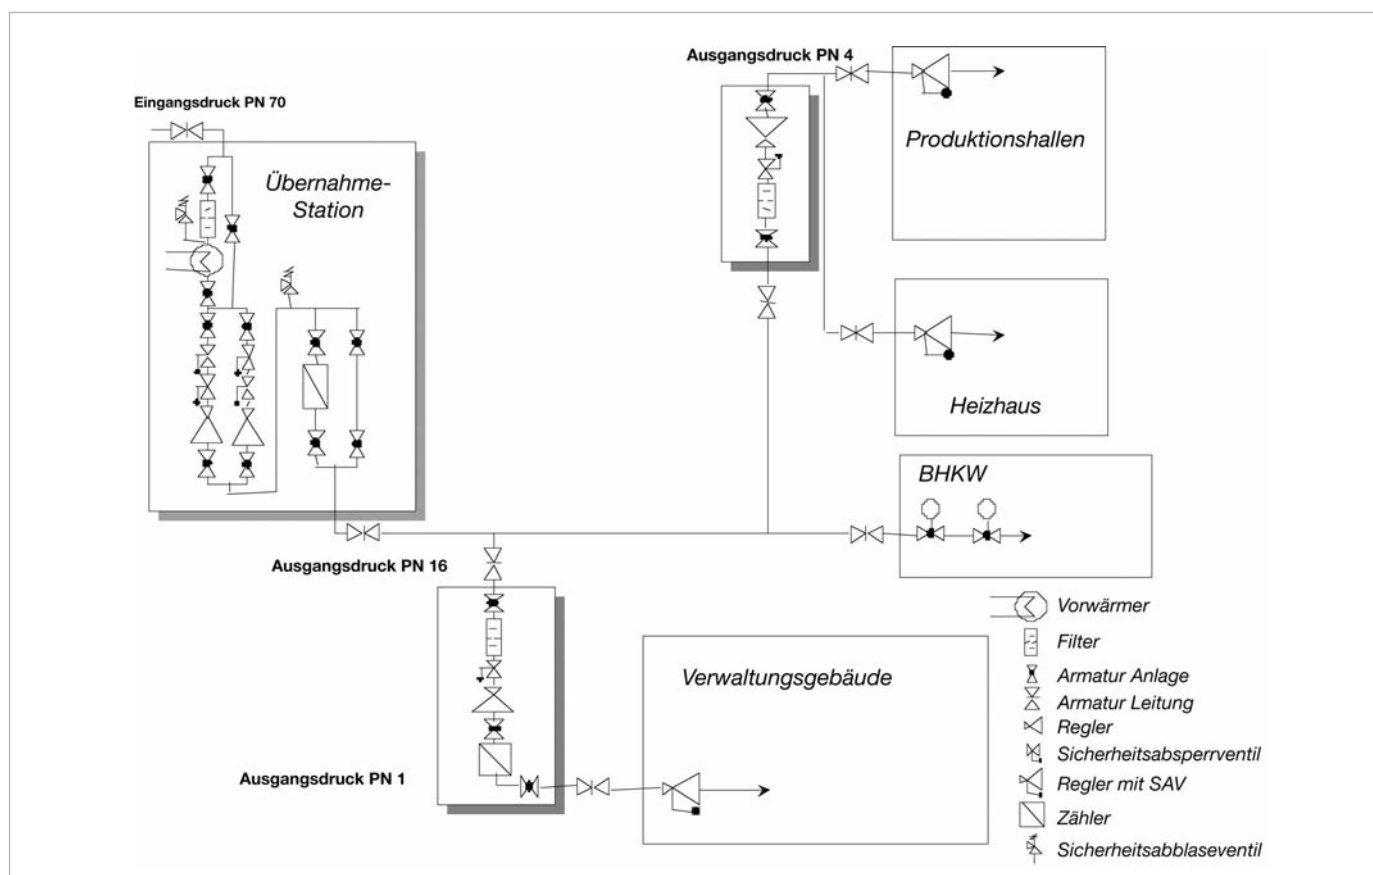 Ausgangsdruck PN 4
Eingangsdruck PN 70
Produktionshallen
Übernahme-
Station
Heizhaus
BHKW
Ausgangsdruck PN 16
Vorwärmer
Filter
Verwaltungsgebäude
Armatur Anlage
Armatur Leitung
Regler
Sicherheitsabsperrventil
Ausgangsdruck PN 1
Regler mit SAV
Zähler
Sicherheitsabblaseventil